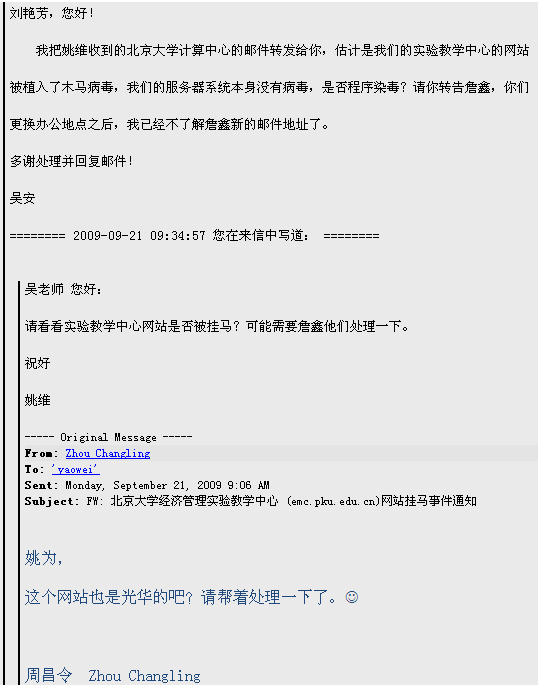 刘艳芳，您好！
我把姚维收到的北京大学计算中心的邮件转发给你，估计是我们的实验教学中心的网站
被植入了木马病毒，我们的服务器系统本身没有病毒，是否程序染毒？请你转告詹鑫，你们
更换办公地点之后，我已经不了解詹鑫新的邮件地址了。
多谢处理并回复邮件！
吴安
======== 2009-09-21 09:34:57 您在来信中写道： ========
吴老师 您好：
请看看实验教学中心网站是否被挂马？可能需要詹鑫他们处理一下。
祝好
姚维
----- Original Message -----
From: Zhou Changling
To: 'yaowei'
Sent: Monday, September 21, 2009 9:06 AM
Subject: FW: 北京大学经济管理实验教学中心 (emc.pku.edu.cn)网站挂马事件通知
姚为，
这个网站也是光华的吧？请帮着处理一下了。☺
周昌令 Zhou Changling